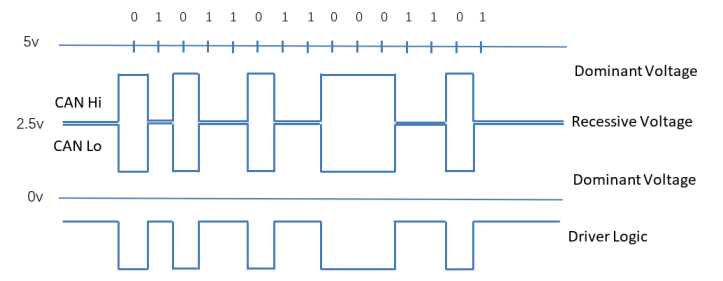 0 1 0 1 1 0 1 1 0 0 0 1 1 0 1
5v
Dominant Voltage
CAN Hi
2.5v
Recessive Voltage
CAN Lo
Dominant Voltage
0v
Driver Logic